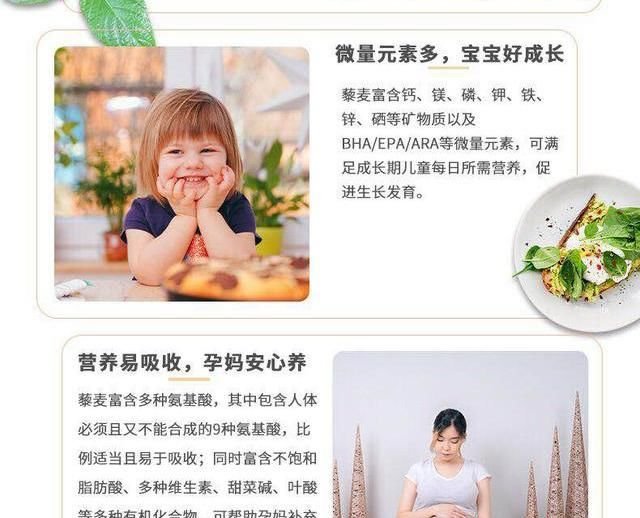 微量元素多，宝宝好成长
藜麦富含钙、镁、磷、钾、铁、
锌、硒等矿物质以及
BHA/EPA/ARA等微量元素，可满
足成长期儿童每日所需营养，促
进生长发育。
营养易吸收，孕妈安心养
藜麦富含多种氨基酸，其中包含人体
必须且又不能合成的9种氨基酸，比
例适当且易于吸收；同时富含不饱和
脂肪酸、多种维生素、甜菜碱、叶酸
等多种有机化合物，可帮助孕妈补充